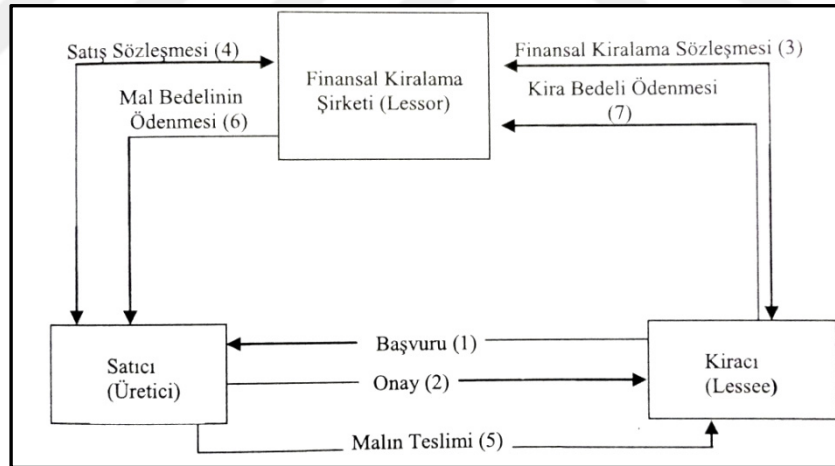 Satış Sözleşmesi (4)
Mal Bedelinin
Ödenmesi (6)
Finansal Kiralama
Şirketi (Lessor)
Finansal Kiralama Sözleşmesi (3)
Kira Bedeli Ödenmesi
(7)
Satıcı
(Üretici)
Başvuru (1)
Onay (2)
Malın Teslimi (5)
Kiracı
(Lessee)